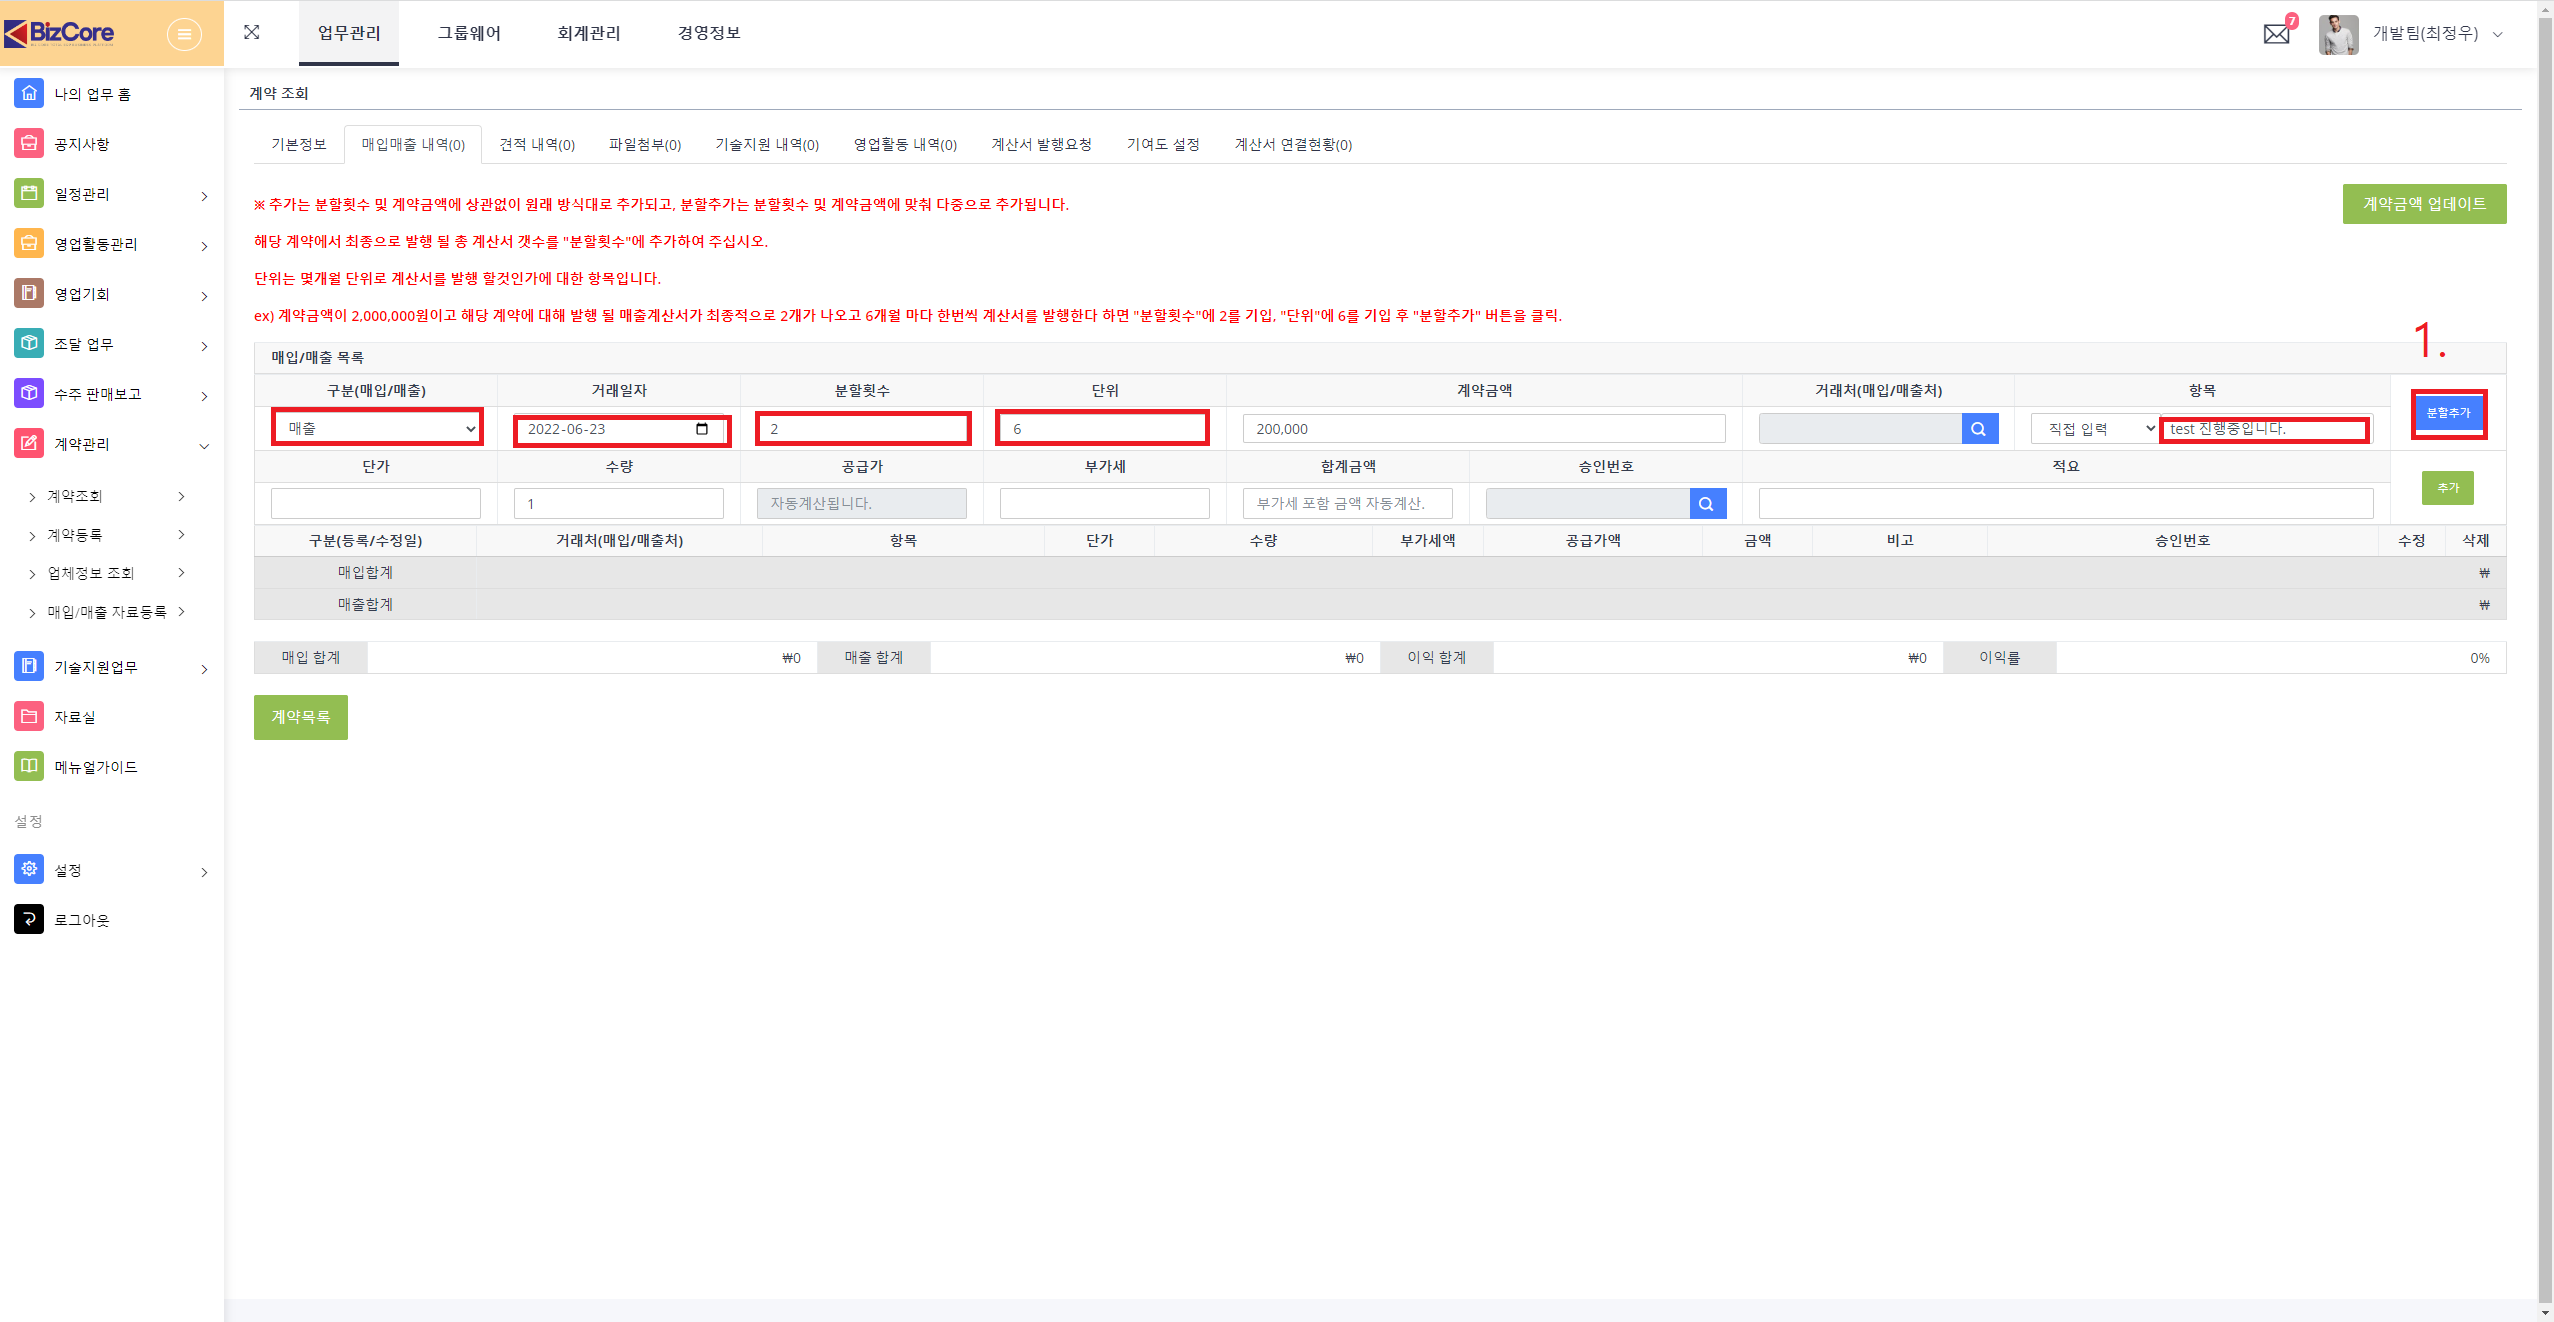 BizCore
업무관리 그룹웨어 회계관리 경영정보
7
개발팀(최정우)
나의 업무 홈
공지사항
일정관리
영업활동관리
영업기회
조달 업무
수주 판매보고
계약관리
계약조회
계약등록
업체정보 조회
매입/매출 자료등록
기술지원업무
자료실
메뉴얼가이드
설정
설정
로그아웃
계약 조회
기본정보 매입매출 내역(0) 견적 내역(0) 파일첨부(0) 기술지원 내역(0) 영업활동 내역(0) 계산서 발행요청 기여도 설정 계산서 연결현황(0)
※ 추가는 분할횟수 및 계약금액에 상관없이 원래 방식대로 추가되고, 분할추가는 분할횟수 및 계약금액에 맞춰 다중으로 추가됩니다.
계약금액 업데이트
해당 계약에서 최종으로 발행 될 총 계산서 갯수를 "분할횟수"에 추가하여 주십시오.
단위는 몇개월 단위로 계산서를 발행 할것인가에 대한 항목입니다.
ex) 계약금액이 2,000,000원이고 해당 계약에 대해 발행 될 매출계산서가 최종적으로 2개가 나오고 6개월 마다 한번씩 계산서를 발행한다 하면 "분할횟수"에 2를 기입, "단위"에 6를 기입 후 "분할추가" 버튼을 클릭.
1.
매입/매출 목록
구분(매입/매출) 거래일자 분할횟수 단위 계약금액 거래처(매입/매출처) 항목
매출 2022-06-23 2 6 200,000 직접 입력 test 진행중입니다. 분할추가
단가 수량 공급가 부가세 합계금액 승인번호 적요
1 자동계산됩니다. 부가세 포함 금액 자동계산. 추가
구분(등록/수정일) 거래처(매입/매출처) 항목 단가 수량 부가세액 공급가액 금액 비고 승인번호 수정 삭제
매입합계 ₩
매출합계 ₩
매입 합계 ₩0 매출 합계 ₩0 이익 합계 ₩0 이익률 0%
계약목록